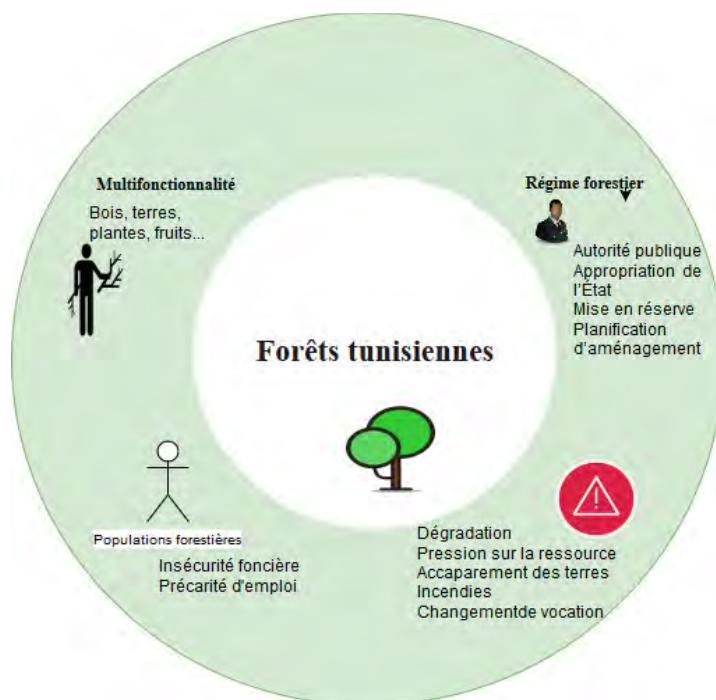 Multifonctionnalité
Bois, terres,
plantes, fruits...
Régime forestier
Autorité publique
Appropriation de
l'État
Mise en réserve
Planification
d'aménagement
Forêts tunisiennes
Populations forestières
Insécurité foncière
Précarité d'emploi
Dégradation
Pression sur la ressource
Accaparement des terres
Incendies
Changementde vocation